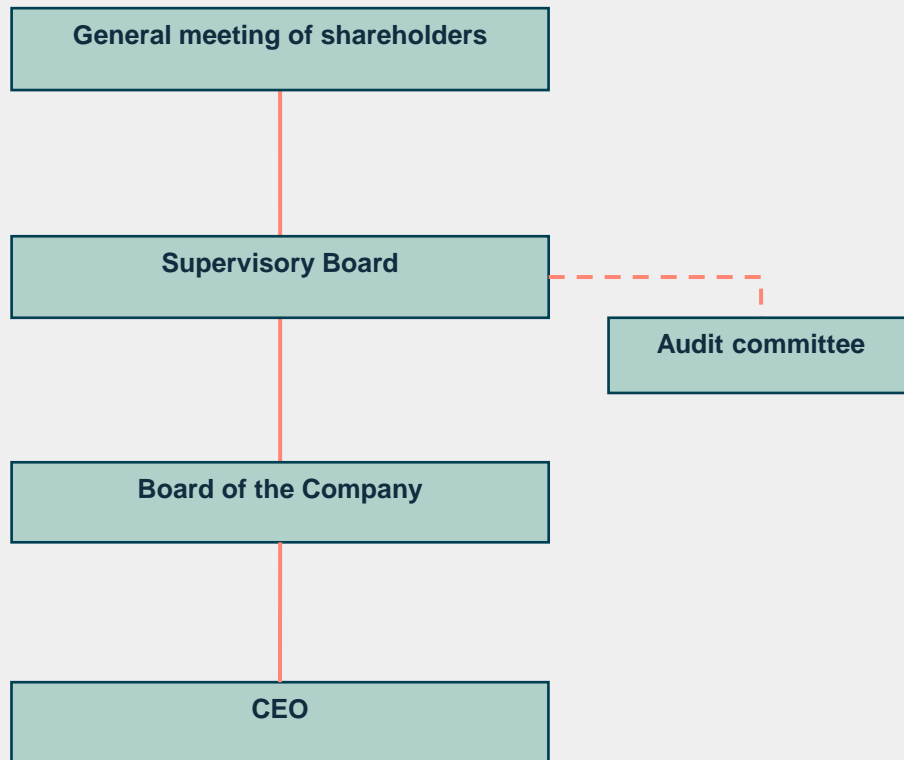 General meeting of shareholders
Supervisory Board
Audit committee
Board of the Company
CEO